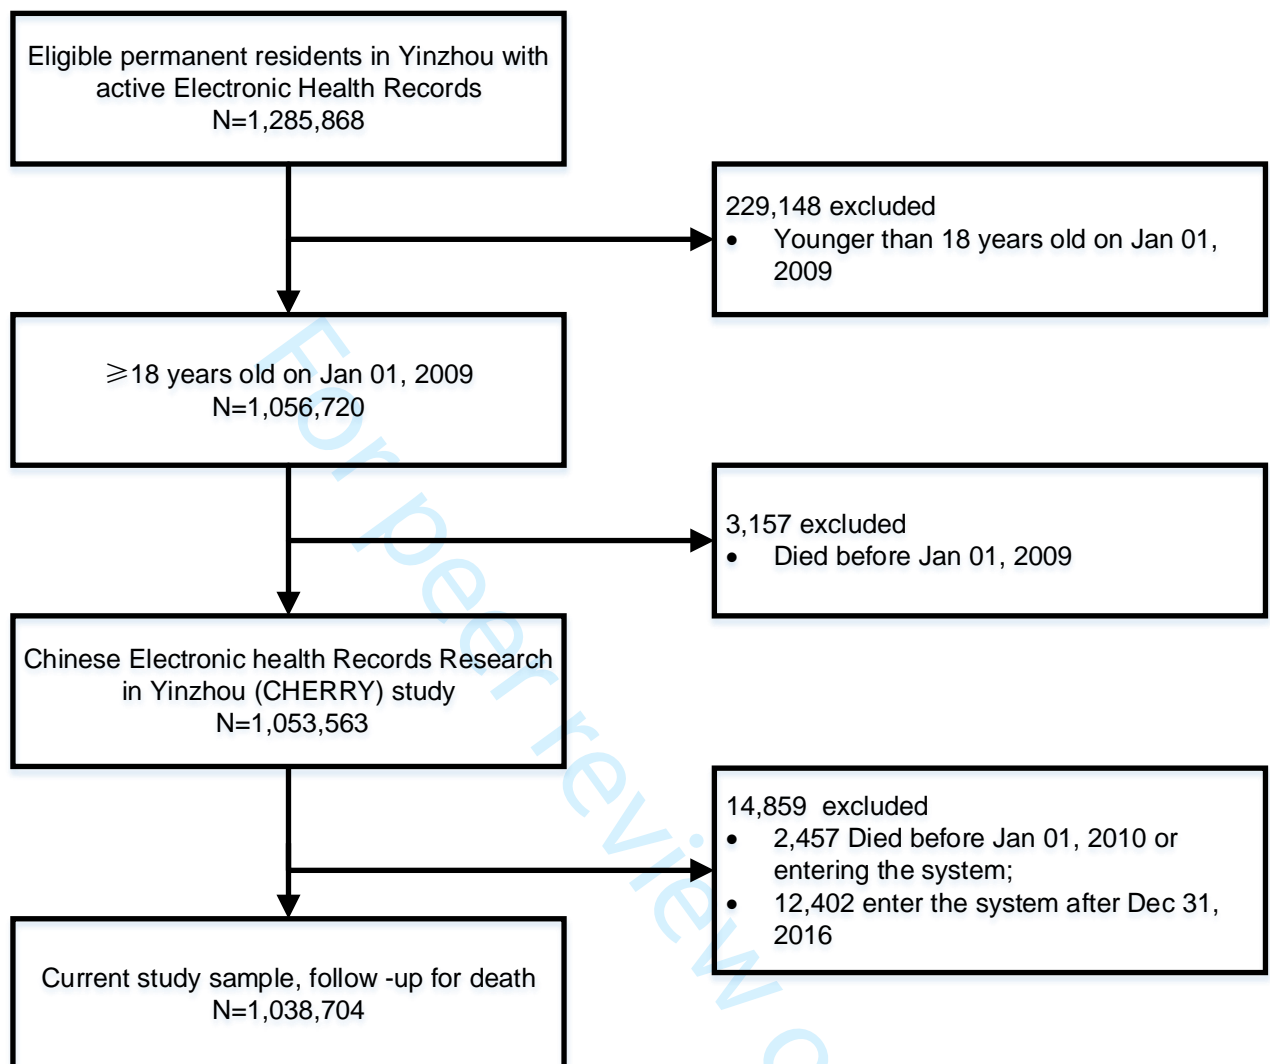 Eligible permanent residents in Yinzhou with
active Electronic Health Records
N=1,285,868
229,148 excluded
• Younger than 18 years old on Jan 01,
2009
≥18 years old on Jan 01, 2009
N=1,056,720
3,157 excluded
• Died before Jan 01, 2009
Chinese Electronic health Records Research
in Yinzhou (CHERRY) study
N=1,053,563
14,859 excluded
• 2,457 Died before Jan 01, 2010 or
entering the system;
• 12,402 enter the system after Dec 31,
2016
Current study sample, follow -up for death
N=1,038,704
For peer review o